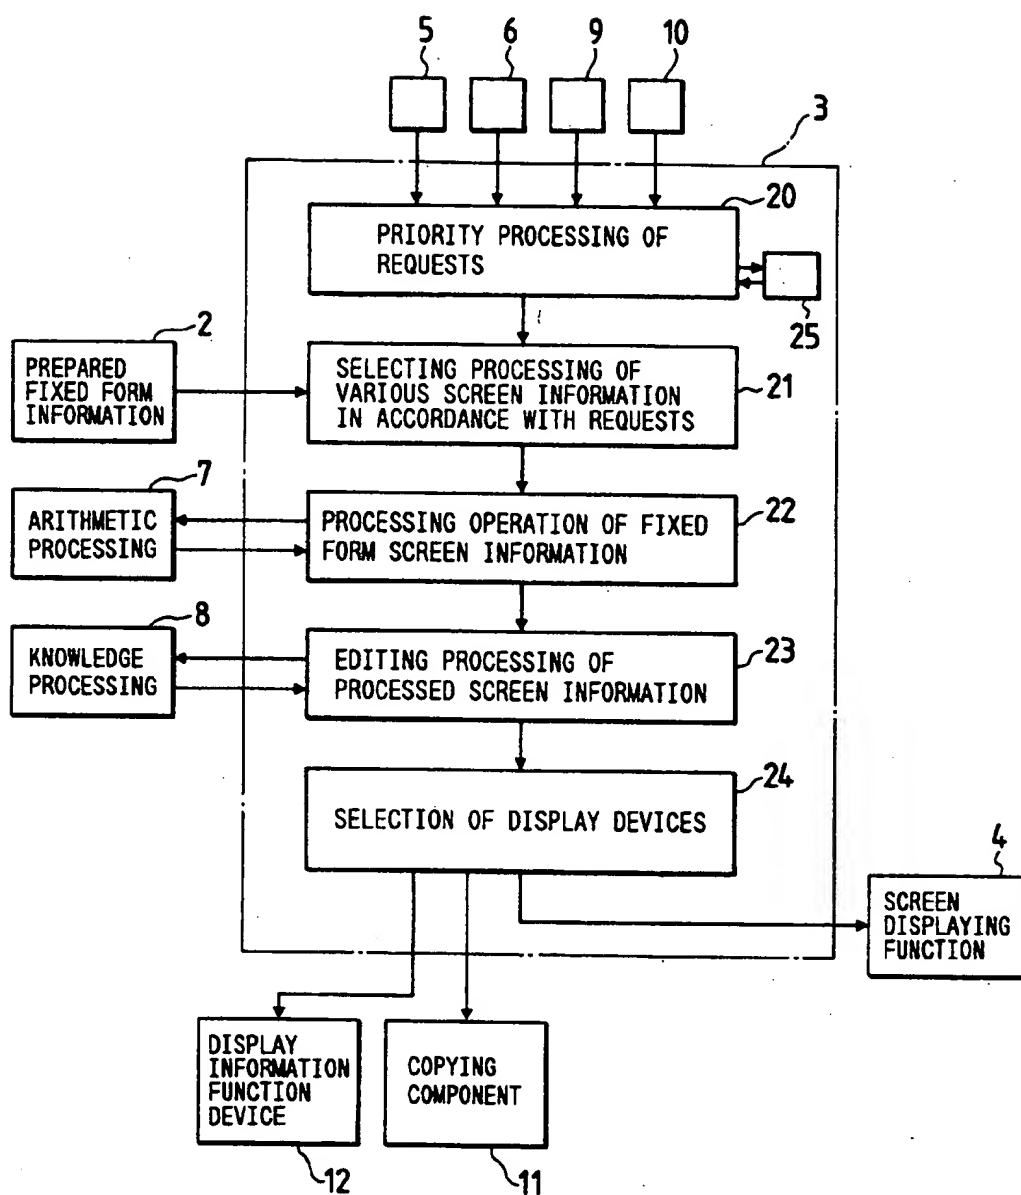 5
6
9
10
3
20
PRIORITY PROCESSING OF
REQUESTS
25
2
PREPARED
FIXED FORM
INFORMATION
SELECTING PROCESSING OF
VARIOUS SCREEN INFORMATION
IN ACCORDANCE WITH REQUESTS
21
7
ARITHMETIC
PROCESSING
PROCESSING OPERATION OF FIXED
FORM SCREEN INFORMATION
22
8
KNOWLEDGE
PROCESSING
EDITING PROCESSING OF
PROCESSED SCREEN INFORMATION
23
24
SELECTION OF DISPLAY DEVICES
4
SCREEN
DISPLAYING
FUNCTION
DISPLAY
INFORMATION
FUNCTION
DEVICE
12
COPYING
COMPONENT
11